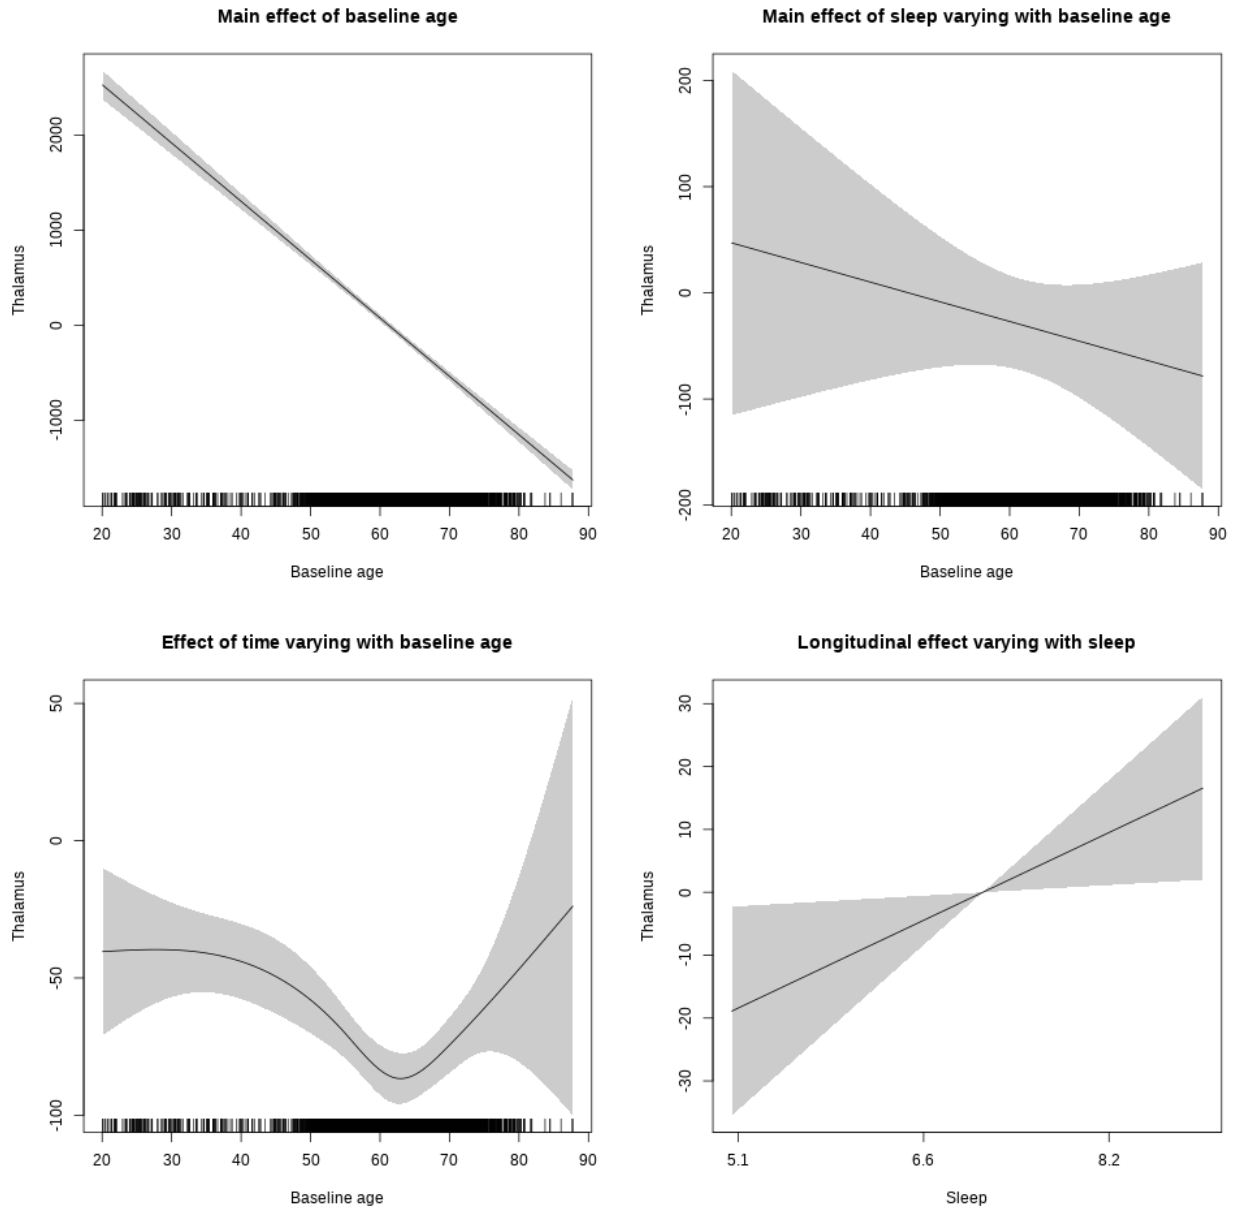 Main effect of baseline age
Thalamus
2000
1000
0
-1000
20 30 40 50 60 70 80 90
Baseline age
Main effect of sleep varying with baseline age
Thalamus
200
100
0
-100
-200
20 30 40 50 60 70 80 90
Baseline age
Effect of time varying with baseline age
Thalamus
50
0
-50
-100
20 30 40 50 60 70 80 90
Baseline age
Longitudinal effect varying with sleep
Thalamus
30
20
10
0
-10
-20
-30
5.1 6.6 8.2
Sleep